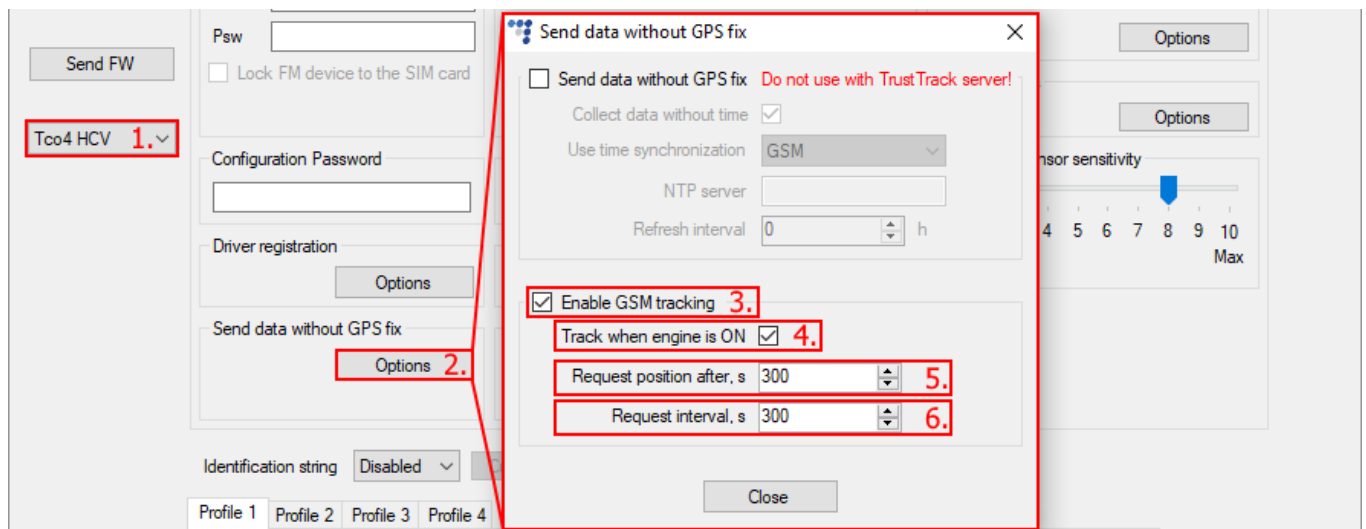 Send FW
Tco4 HCV 1.
Psw
Lock FM device to the SIM card
Configuration Password
Driver registration
Options
Send data without GPS fix
Options 2.
Identification string Disabled
Profile 1 Profile 2 Profile 3 Profile 4
Send data without GPS fix
Send data without GPS fix Do not use with TrustTrack server!
Collect data without time
Use time synchronization GSM
NTP server
Refresh interval 0 h
Enable GSM tracking 3.
Track when engine is ON 4.
Request position after, s 300 5.
Request interval, s 300 6.
Close
Options
Options
sensitivity
4 5 6 7 8 9 10
Max